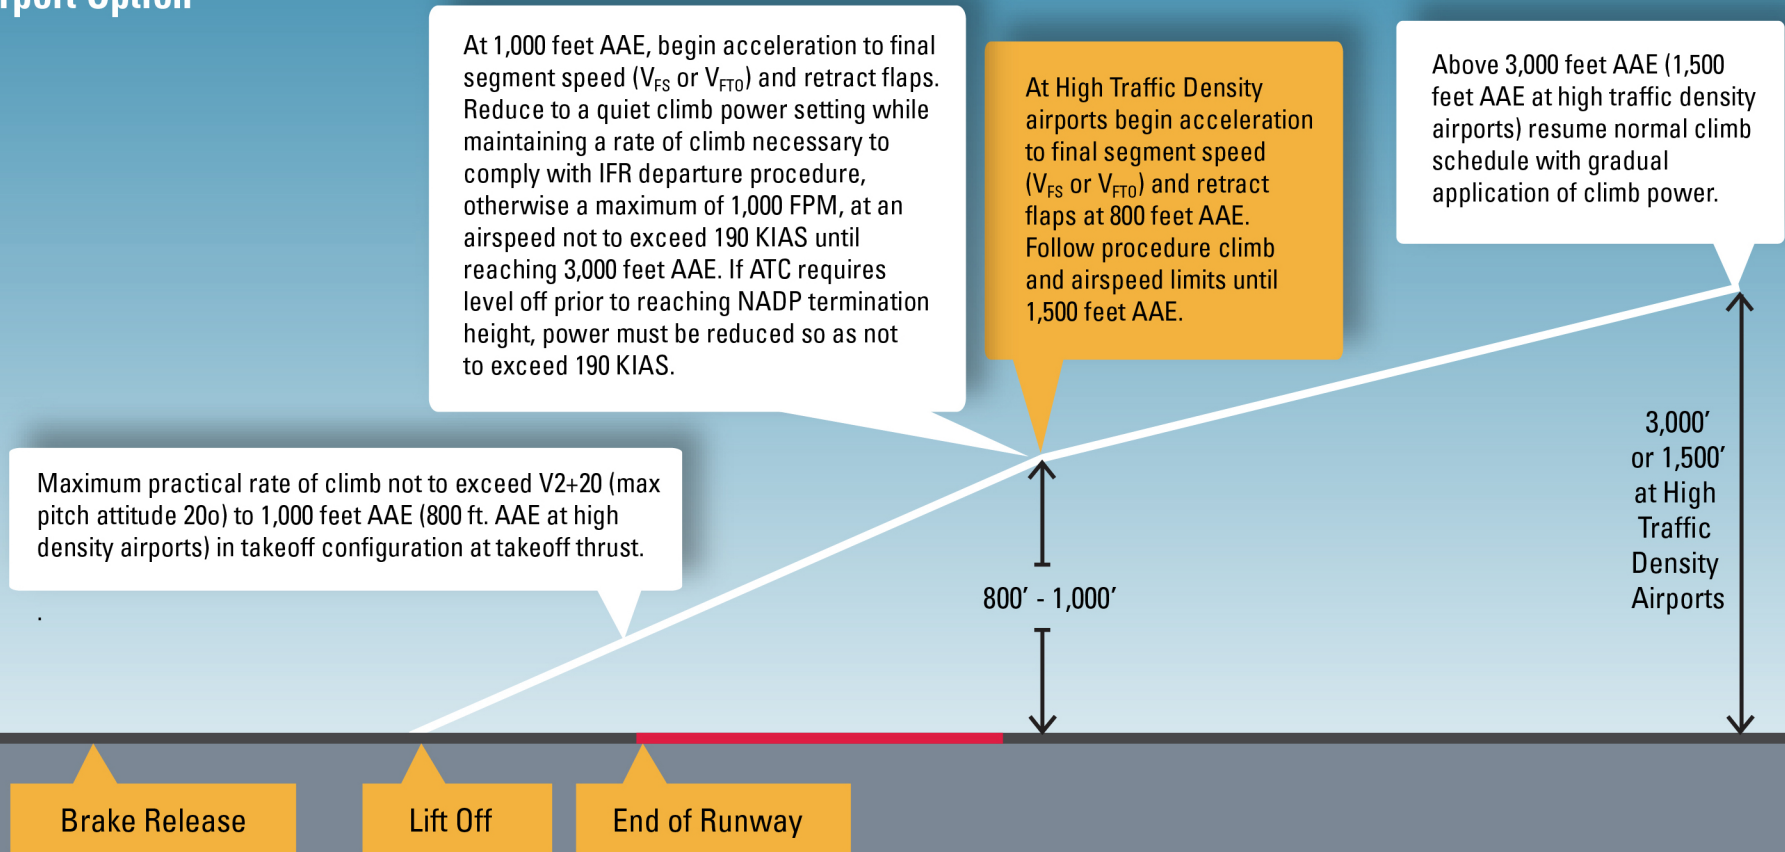 Option
At 1,000 feet AAE, begin acceleration to final
segment speed (VFS or VFTO) and retract flaps.
Reduce to a quiet climb power setting while
maintaining a rate of climb necessary to
comply with IFR departure procedure,
otherwise a maximum of 1,000 FPM, at an
airspeed not to exceed 190 KIAS until
reaching 3,000 feet AAE. If ATC requires
level off prior to reaching NADP termination
height, power must be reduced so as not
to exceed 190 KIAS.
At High Traffic Density
airports begin acceleration
to final segment speed
(VFS or VFTO) and retract
flaps at 800 feet AAE.
Follow procedure climb
and airspeed limits until
1,500 feet AAE.
Above 3,000 feet AAE (1,500
feet AAE at high traffic density
airports) resume normal climb
schedule with gradual
application of climb power.
Maximum practical rate of climb not to exceed V2+20 (max
pitch attitude 20o) to 1,000 feet AAE (800 ft. AAE at high
density airports) in takeoff configuration at takeoff thrust.
.
800’ - 1,000’
3,000’
or 1,500’
at High
Traffic
Density
Airports
Brake Release
Lift Off
End of Runway